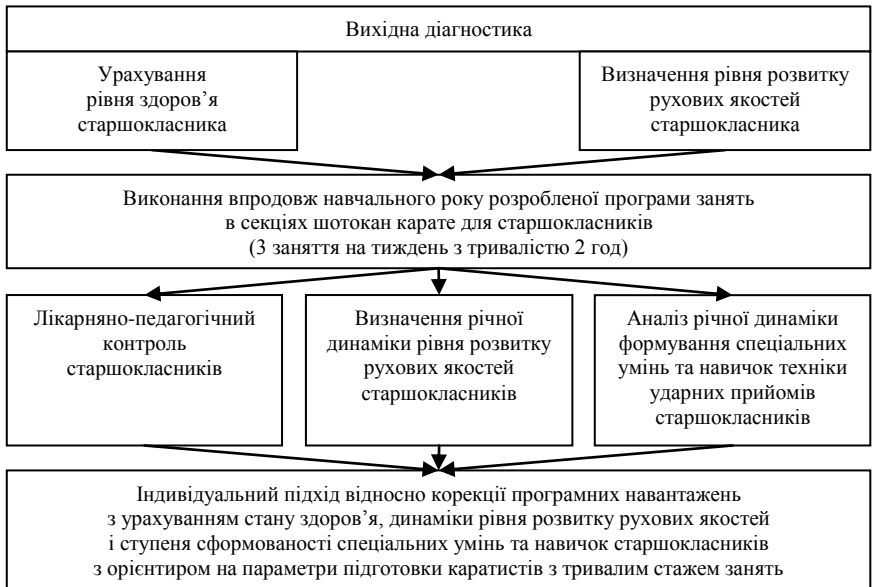 Вихідна діагностика
Урахування
рівня здоров’я
старшокласника
Визначення рівня розвитку
рухових якостей
старшокласника
Виконання впродовж навчального року розробленої програми занять
в секціях шотокан карате для старшокласників
(3 заняття на тиждень з тривалістю 2 год)
Лікарняно-педагогічний
контроль
старшокласників
Визначення річної
динаміки рівня розвитку
рухових якостей
старшокласників
Аналіз річної динаміки
формування спеціальних
умінь та навичок техніки
ударних прийомів
старшокласників
Індивідуальний підхід відносно корекції програмних навантажень
з урахуванням стану здоров’я, динаміки рівня розвитку рухових якостей
і ступеня сформованості спеціальних умінь та навичок старшокласників
з орієнтиром на параметри підготовки каратистів з тривалим стажем занять